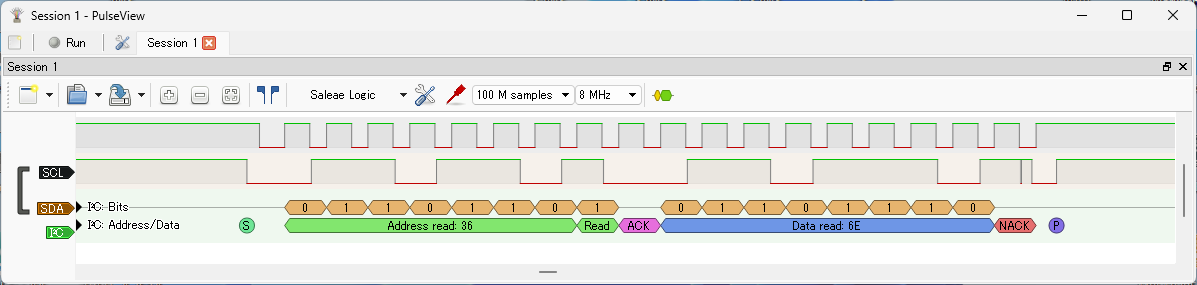 Session 1 - PulseView
Run
Session 1
Session 1
Saleae Logic
100 M samples
8 MHz
SCL
SDA
I²C: Bits
0 1 1 0 1 1 0 1 0 1 1 0 1 1 1 0
I²C
I²C: Address/Data
S Address read: 36 Read ACK Data read: 6E NACK P